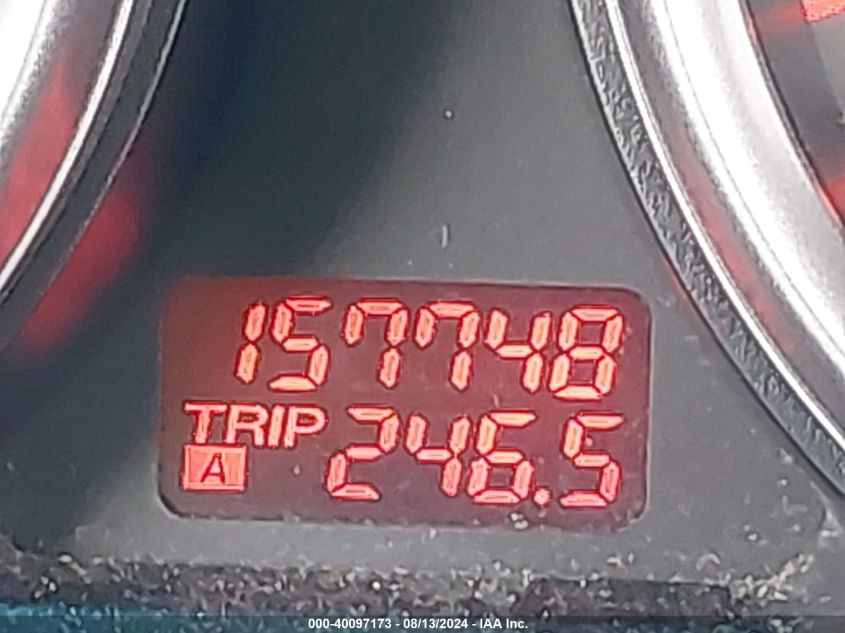 157748
TRIP
A 246.5
000-40097173 - 08/13/2024 - IAA Inc.